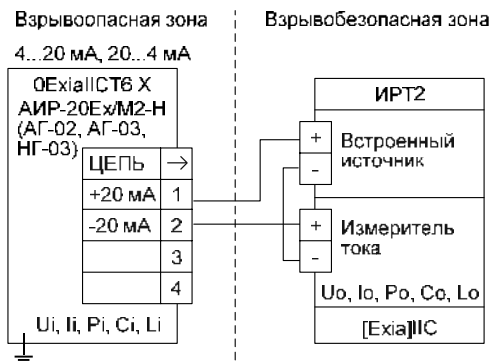 Взрывоопасная зона
Взрывобезопасная зона
4...20 мА, 20...4 мА
0ExiaIICT6 X
АИР-20Ex/М2-Н
(АГ-02, АГ-03,
НГ-03)
ЦЕПЬ →
+20 мА 1
-20 мА 2
3
4
Ui, Ii, Pi, Ci, Li
ИРТ2
+ Встроенный
- источник
+ Измеритель
- тока
Uo, Io, Po, Co, Lo
[Exia]IIC